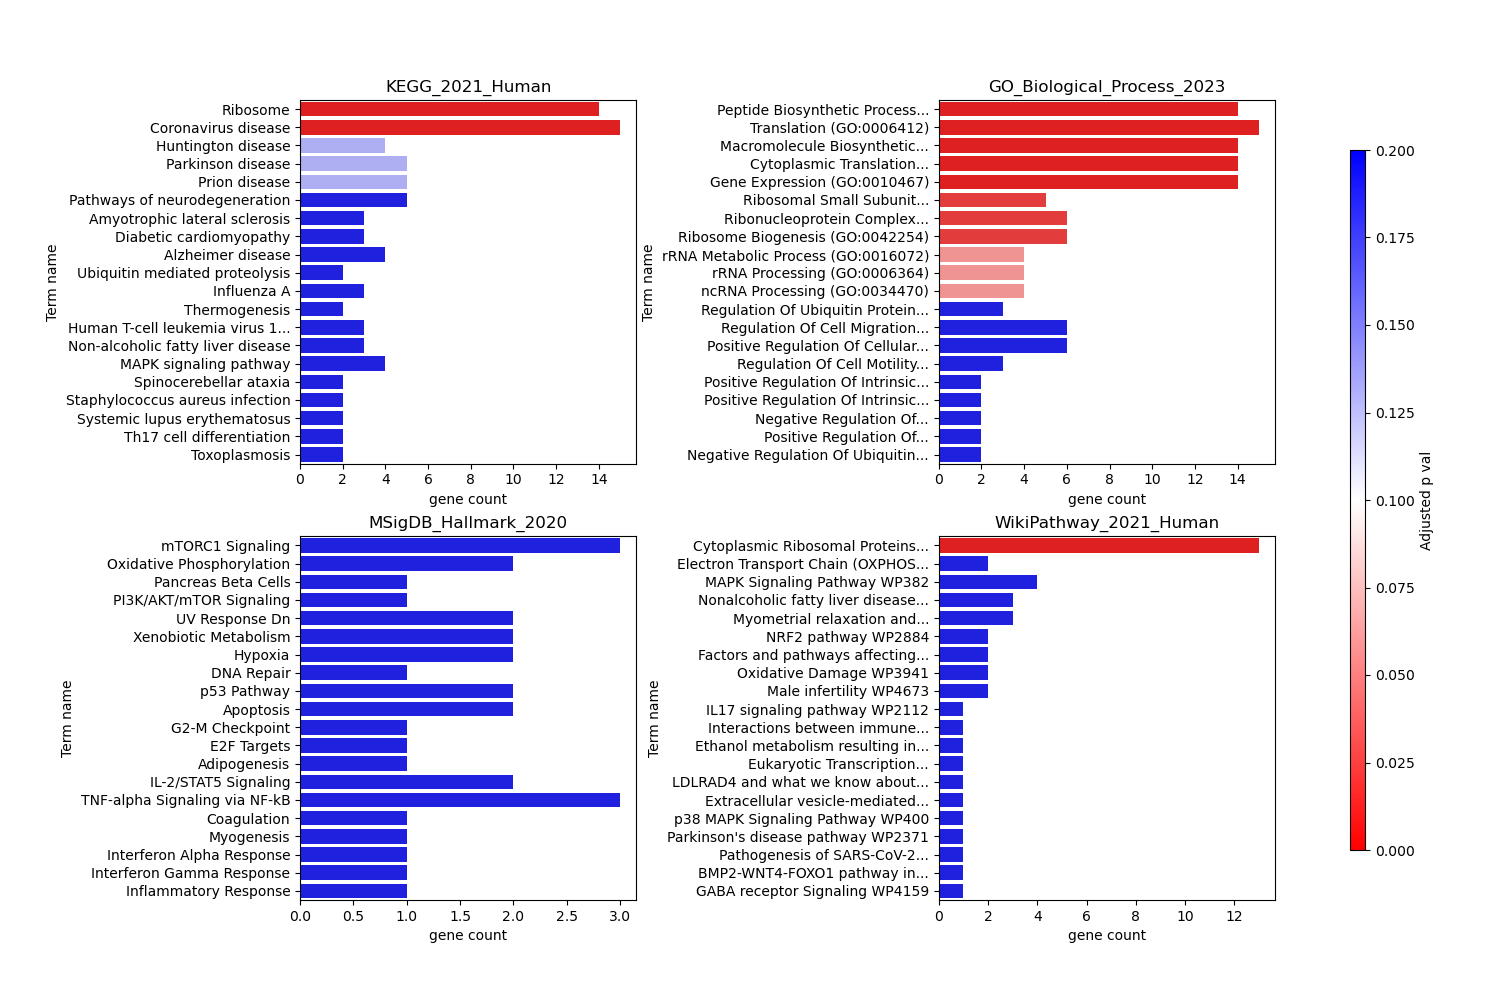 KEGG_2021_Human
Term name
Ribosome
Coronavirus disease
Huntington disease
Parkinson disease
Prion disease
Pathways of neurodegeneration
Amyotrophic lateral sclerosis
Diabetic cardiomyopathy
Alzheimer disease
Ubiquitin mediated proteolysis
Influenza A
Thermogenesis
Human T-cell leukemia virus 1...
Non-alcoholic fatty liver disease
MAPK signaling pathway
Spinocerebellar ataxia
Staphylococcus aureus infection
Systemic lupus erythematosus
Th17 cell differentiation
Toxoplasmosis
0 2 4 6 8 10 12 14
gene count
GO_Biological_Process_2023
Term name
Peptide Biosynthetic Process...
Translation (GO:0006412)
Macromolecule Biosynthetic...
Cytoplasmic Translation...
Gene Expression (GO:0010467)
Ribosomal Small Subunit...
Ribonucleoprotein Complex...
Ribosome Biogenesis (GO:0042254)
rRNA Metabolic Process (GO:0016072)
rRNA Processing (GO:0006364)
ncRNA Processing (GO:0034470)
Regulation Of Ubiquitin Protein...
Regulation Of Cell Migration...
Positive Regulation Of Cellular...
Regulation Of Cell Motility...
Positive Regulation Of Intrinsic...
Positive Regulation Of Intrinsic...
Negative Regulation Of...
Positive Regulation Of...
Negative Regulation Of Ubiquitin...
0 2 4 6 8 10 12 14
gene count
MSigDB_Hallmark_2020
Term name
mTORC1 Signaling
Oxidative Phosphorylation
Pancreas Beta Cells
PI3K/AKT/mTOR Signaling
UV Response Dn
Xenobiotic Metabolism
Hypoxia
DNA Repair
p53 Pathway
Apoptosis
G2-M Checkpoint
E2F Targets
Adipogenesis
IL-2/STAT5 Signaling
TNF-alpha Signaling via NF-kB
Coagulation
Myogenesis
Interferon Alpha Response
Interferon Gamma Response
Inflammatory Response
0.0 0.5 1.0 1.5 2.0 2.5 3.0
gene count
WikiPathway_2021_Human
Term name
Cytoplasmic Ribosomal Proteins...
Electron Transport Chain (OXPHOS...
MAPK Signaling Pathway WP382
Nonalcoholic fatty liver disease...
Myometrial relaxation and...
NRF2 pathway WP2884
Factors and pathways affecting...
Oxidative Damage WP3941
Male infertility WP4673
IL17 signaling pathway WP2112
Interactions between immune...
Ethanol metabolism resulting in...
Eukaryotic Transcription...
LDLRAD4 and what we know about...
Extracellular vesicle-mediated...
p38 MAPK Signaling Pathway WP400
Parkinson's disease pathway WP2371
Pathogenesis of SARS-CoV-2...
BMP2-WNT4-FOXO1 pathway in...
GABA receptor Signaling WP4159
0 2 4 6 8 10 12
gene count
0.200
0.175
0.150
0.125
0.100
0.075
0.050
0.025
0.000
Adjusted p val